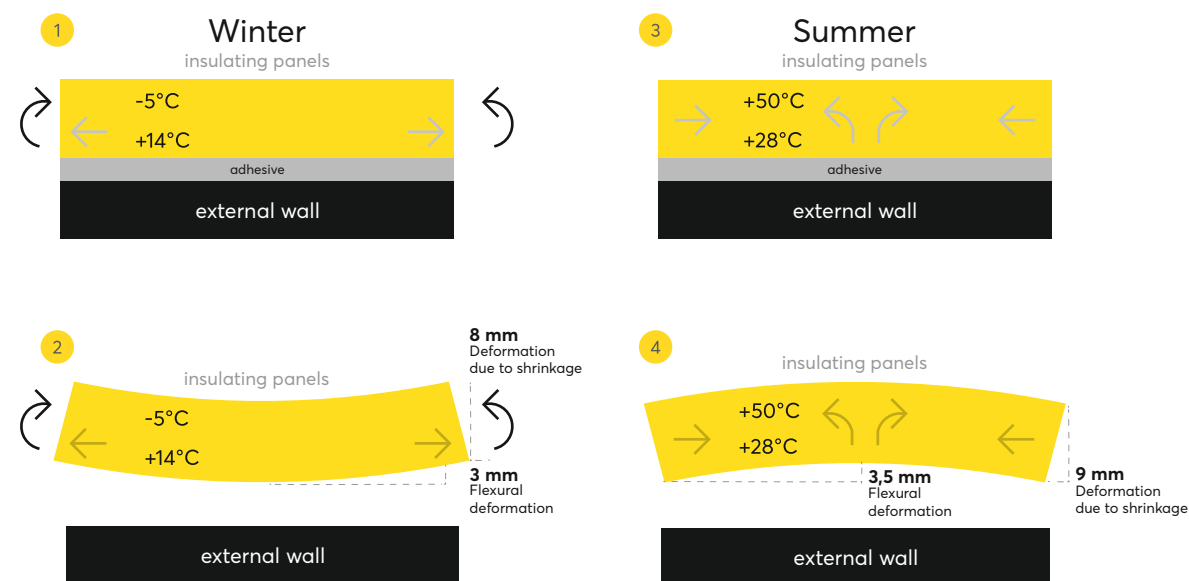 1
Winter
insulating panels
-5°C
+14°C
adhesive
external wall
3
Summer
insulating panels
+50°C
+28°C
adhesive
external wall
2
insulating panels
-5°C
+14°C
8 mm
Deformation
due to shrinkage
3 mm
Flexural
deformation
external wall
4
insulating panels
+50°C
+28°C
3,5 mm
Flexural
deformation
9 mm
Deformation
due to shrinkage
external wall